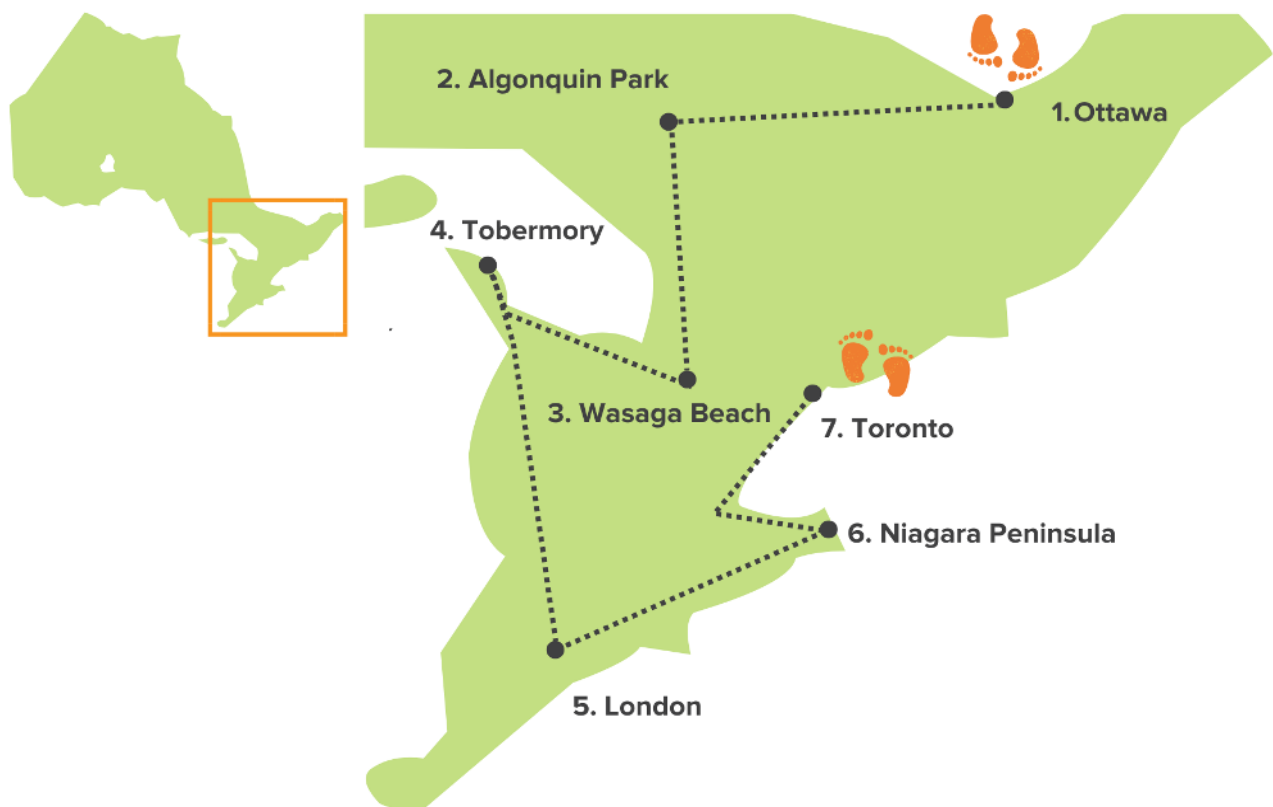 1. Ottawa
2. Algonquin Park
3. Wasaga Beach
4. Tobermory
5. London
6. Niagara Peninsula
7. Toronto